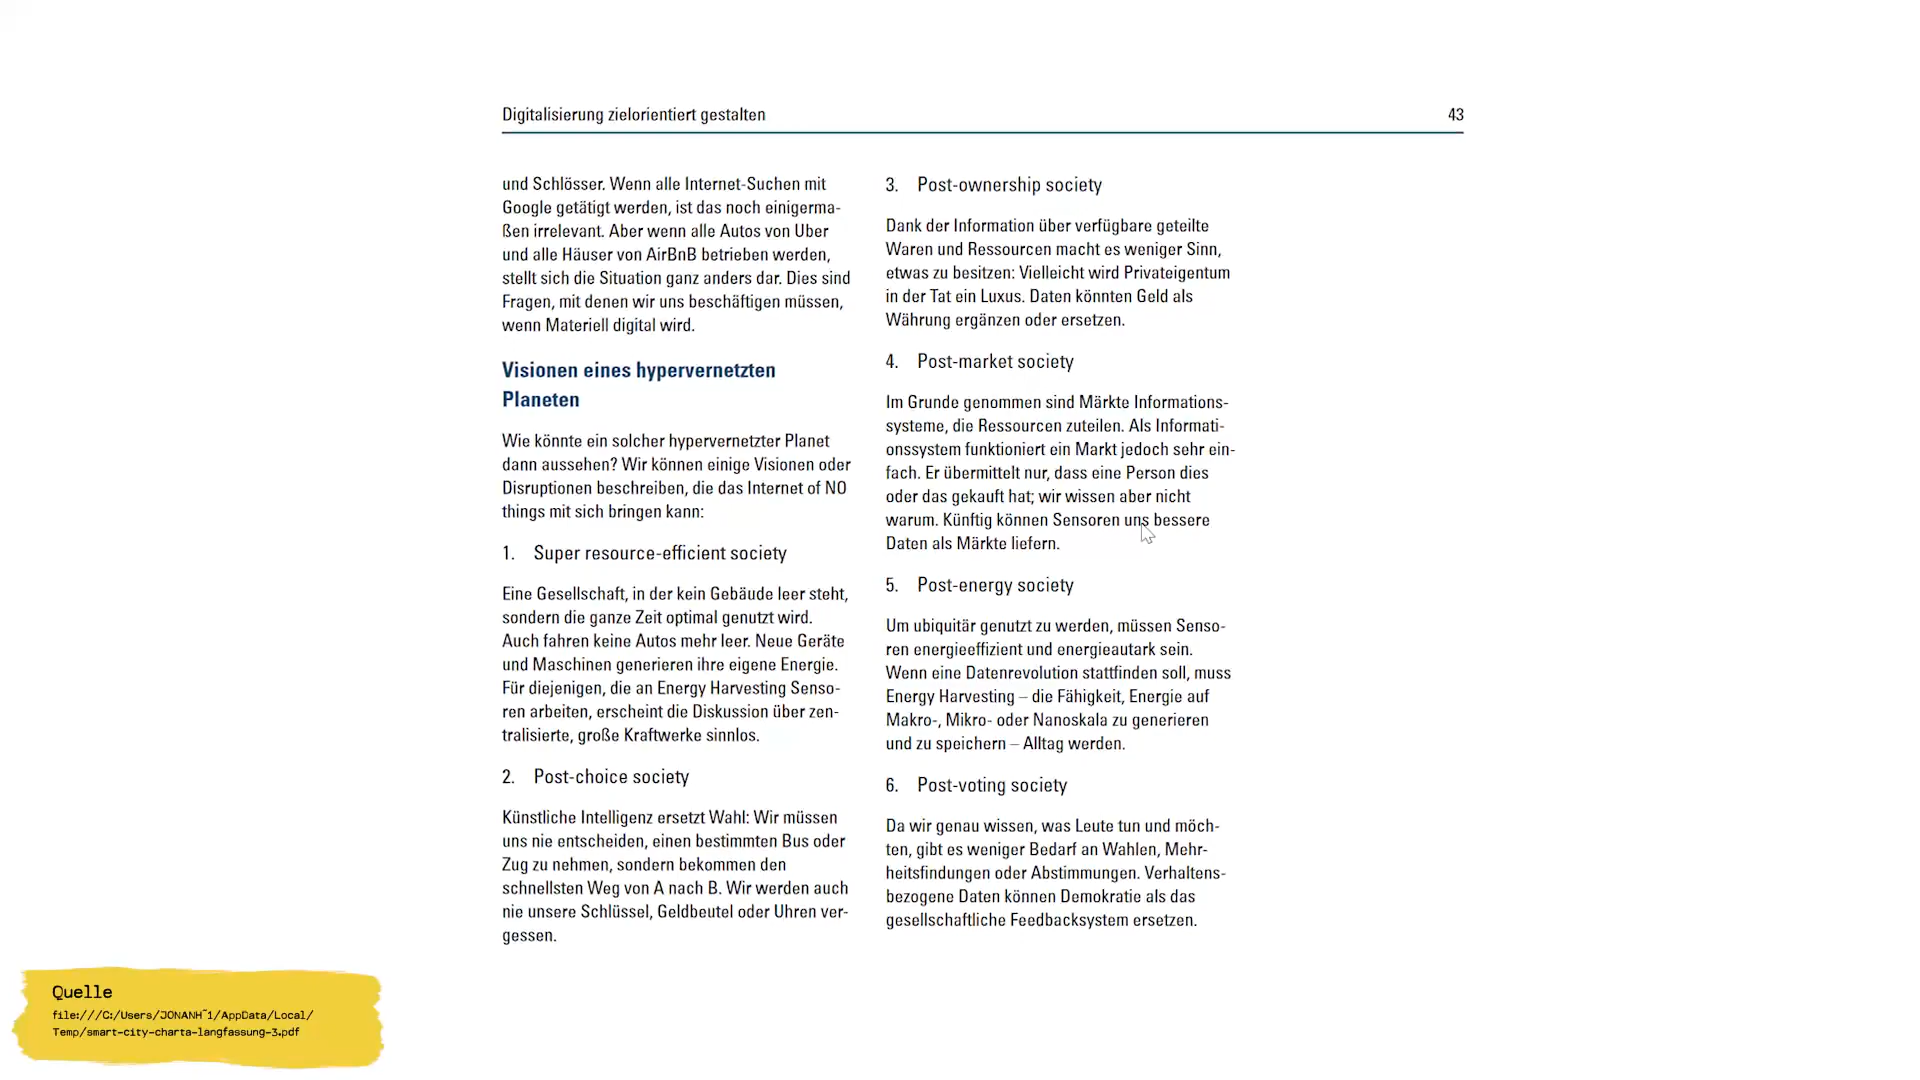 Digitalisierung zielorientiert gestalten
43
und Schlösser. Wenn alle Internet-Suchen mit
Google getätigt werden, ist das noch einigerma-
ßen irrelevant. Aber wenn alle Autos von Uber
und alle Häuser von AirBnB betrieben werden,
stellt sich die Situation ganz anders dar. Dies sind
Fragen, mit denen wir uns beschäftigen müssen,
wenn Materiell digital wird.
Visionen eines hypervernetzten
Planeten
Wie könnte ein solcher hypervernetzter Planet
dann aussehen? Wir können einige Visionen oder
Disruptionen beschreiben, die das Internet of NO
things mit sich bringen kann:
1. Super resource-efficient society
Eine Gesellschaft, in der kein Gebäude leer steht,
sondern die ganze Zeit optimal genutzt wird.
Auch fahren keine Autos mehr leer. Neue Geräte
und Maschinen generieren ihre eigene Energie.
Für diejenigen, die an Energy Harvesting Senso-
ren arbeiten, erscheint die Diskussion über zen-
tralisierte, große Kraftwerke sinnlos.
2. Post-choice society
Künstliche Intelligenz ersetzt Wahl: Wir müssen
uns nie entscheiden, einen bestimmten Bus oder
Zug zu nehmen, sondern bekommen den
schnellsten Weg von A nach B. Wir werden auch
nie unsere Schlüssel, Geldbeutel oder Uhren ver-
gessen.
3. Post-ownership society
Dank der Information über verfügbare geteilte
Waren und Ressourcen macht es weniger Sinn,
etwas zu besitzen: Vielleicht wird Privateigentum
in der Tat ein Luxus. Daten könnten Geld als
Währung ergänzen oder ersetzen.
4. Post-market society
Im Grunde genommen sind Märkte Informations-
systeme, die Ressourcen zuteilen. Als Informati-
onssystem funktioniert ein Markt jedoch sehr ein-
fach. Er übermittelt nur, dass eine Person dies
oder das gekauft hat; wir wissen aber nicht
warum. Künftig können Sensoren uns bessere
Daten als Märkte liefern.
5. Post-energy society
Um ubiquitär genutzt zu werden, müssen Senso-
ren energieeffizient und energieautark sein.
Wenn eine Datenrevolution stattfinden soll, muss
Energy Harvesting – die Fähigkeit, Energie auf
Makro-, Mikro- oder Nanoskala zu generieren
und zu speichern – Alltag werden.
6. Post-voting society
Da wir genau wissen, was Leute tun und möch-
ten, gibt es weniger Bedarf an Wahlen, Mehr-
heitsfindungen oder Abstimmungen. Verhaltens-
bezogene Daten können Demokratie als das
gesellschaftliche Feedbacksystem ersetzen.
Quelle
file:///C:/Users/JONANH~1/AppData/Local/
Temp/smart-city-charta-langfassung-3.pdf